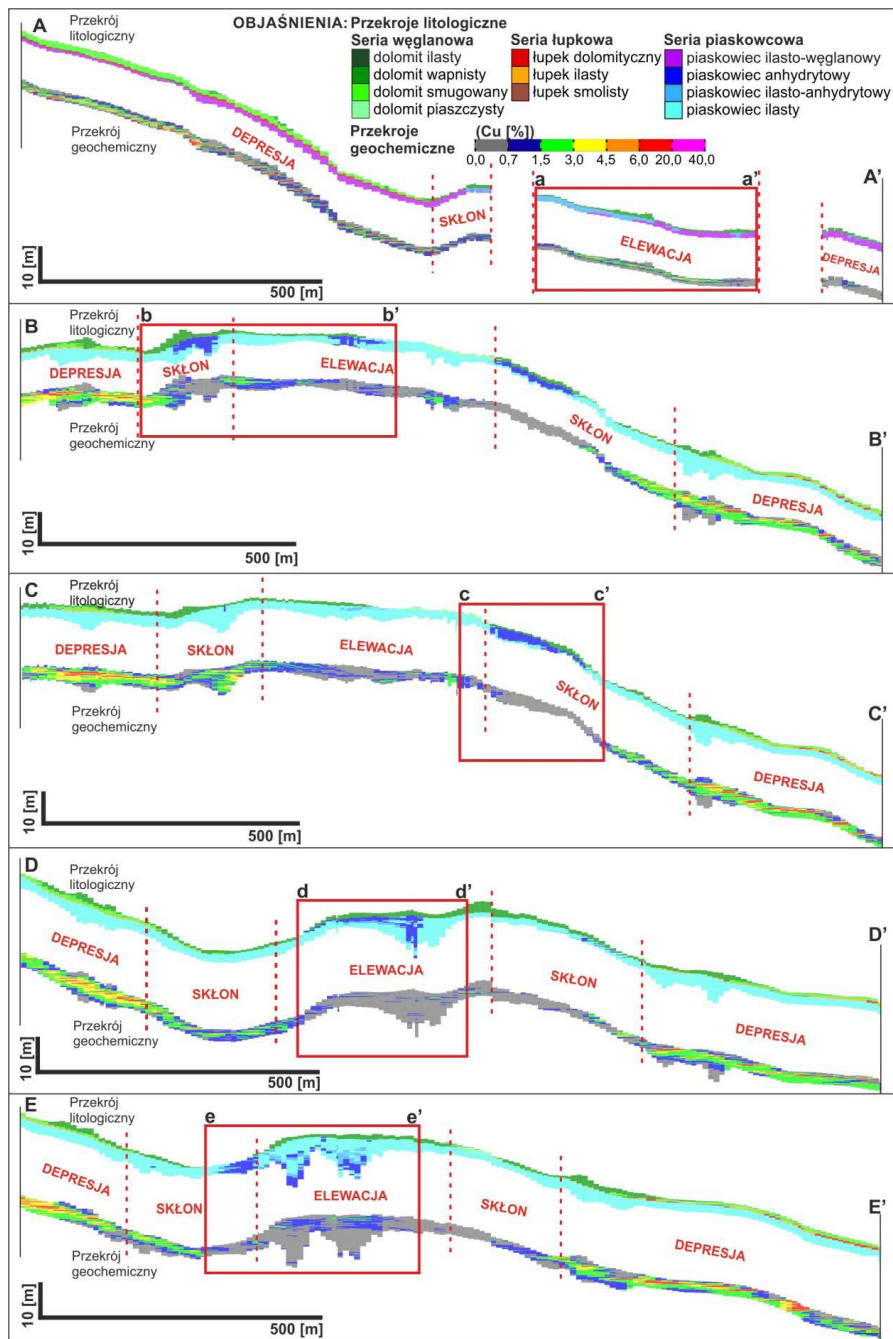 A
Przekrój
litologiczny
OBJAŚNIENIA: Przekroje litologiczne
Seria węglanowa
dolomit ilasty
dolomit wapnisty
dolomit smugowany
dolomit piaszczysty
Seria łupkowa
łupek dolomityczny
łupek ilasty
łupek smolisty
Seria piaskowcowa
piaskowiec ilasto-węglanowy
piaskowiec anhydrytowy
piaskowiec ilasto-anhydrytowy
piaskowiec ilasty
Przekroje
geochemiczne
(Cu [%])
0,0 0,7 1,5 3,0 4,5 6,0 20,0 40,0
Przekrój
geochemiczny
DEPRESJA
SKŁON
a a'
ELEWACJA
A'
DEPRESJA
10 [m]
500 [m]
B
Przekrój
litologiczny
b b'
DEPRESJA
SKŁON
ELEWACJA
SKŁON
DEPRESJA
B'
Przekrój
geochemiczny
10 [m]
500 [m]
C
Przekrój
litologiczny
c c'
DEPRESJA
SKŁON
ELEWACJA
SKŁON
DEPRESJA
C'
Przekrój
geochemiczny
10 [m]
500 [m]
D
Przekrój
litologiczny
d d'
DEPRESJA
SKŁON
ELEWACJA
SKŁON
DEPRESJA
D'
Przekrój
geochemiczny
10 [m]
500 [m]
E
Przekrój
litologiczny
e e'
DEPRESJA
SKŁON
ELEWACJA
SKŁON
DEPRESJA
E'
Przekrój
geochemiczny
10 [m]
500 [m]